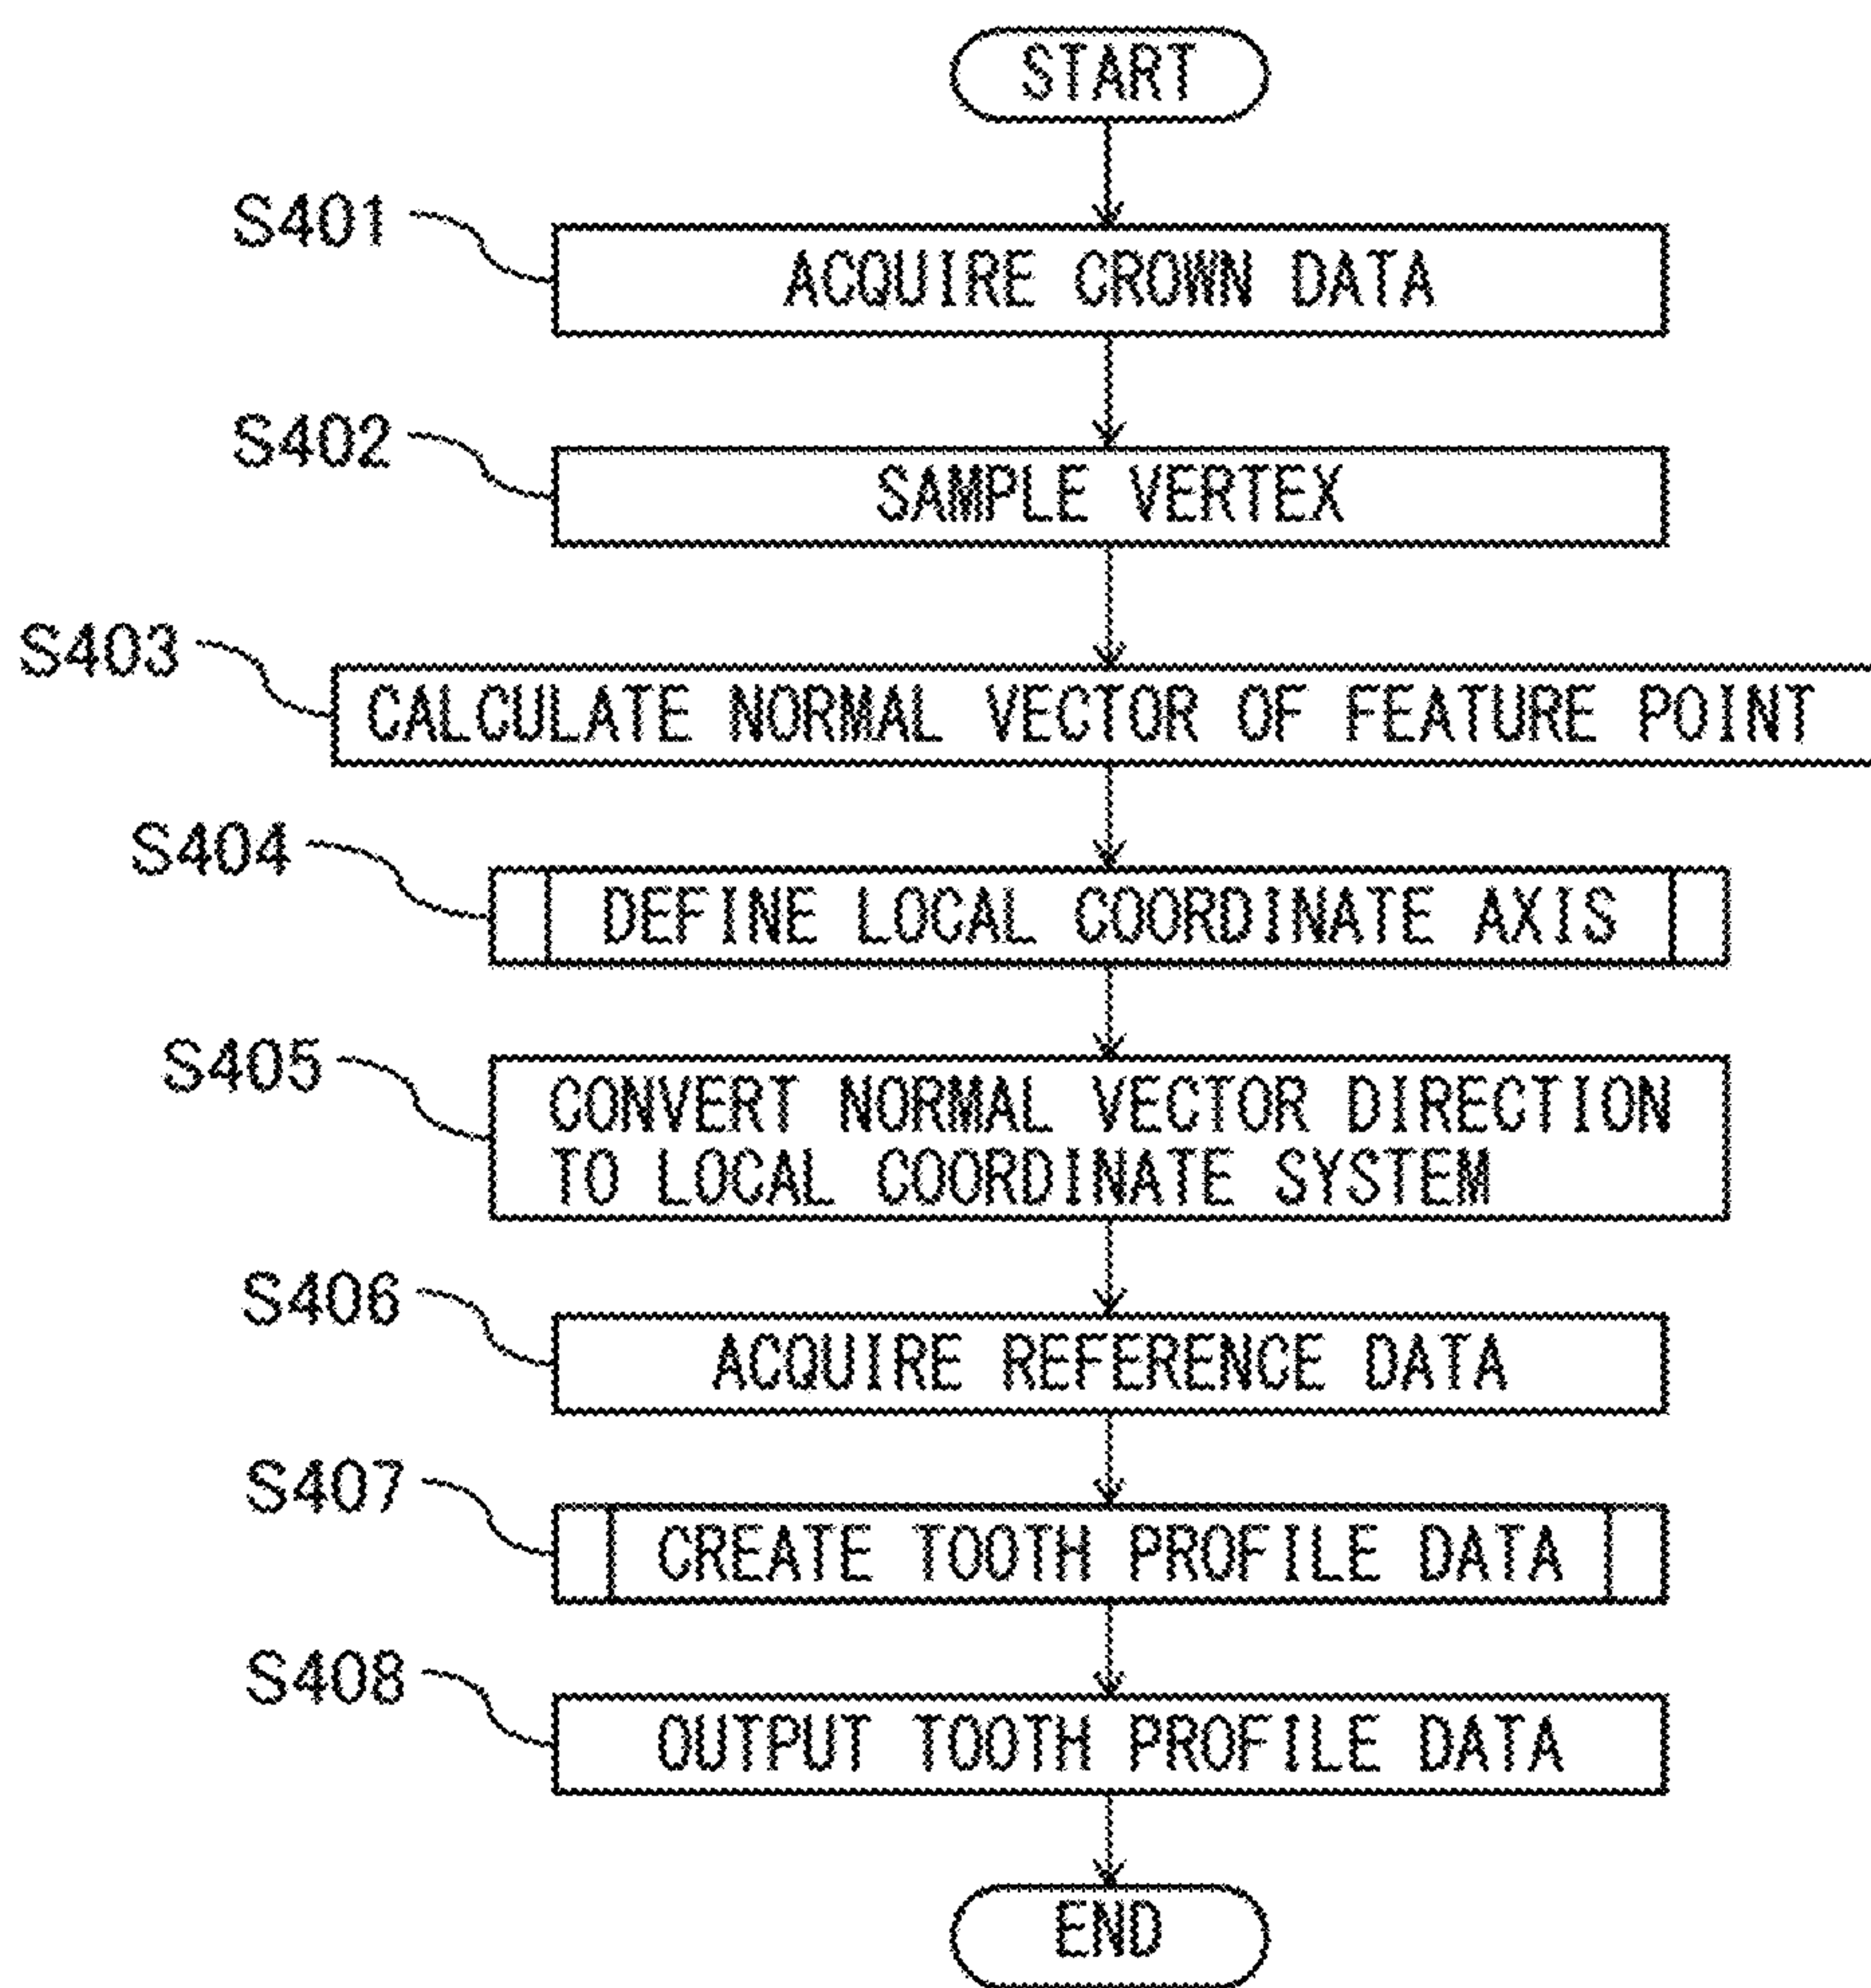 START
S401
ACQUIRE CROWN DATA
S402
SAMPLE VERTEX
S403
CALCULATE NORMAL VECTOR OF FEATURE POINT
S404
DEFINE LOCAL COORDINATE AXIS
S405
CONVERT NORMAL VECTOR DIRECTION
TO LOCAL COORDINATE SYSTEM
S406
ACQUIRE REFERENCE DATA
S407
CREATE TOOTH PROFILE DATA
S408
OUTPUT TOOTH PROFILE DATA
END